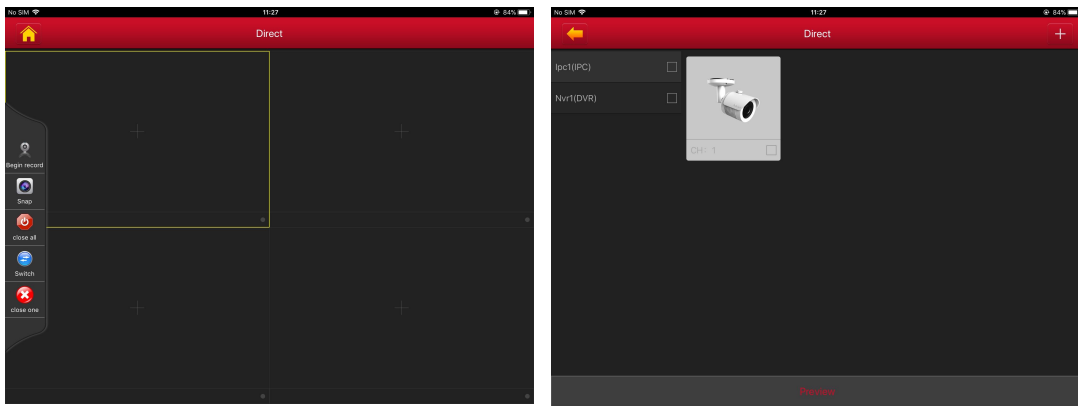 No SIM 11:27 84%
Direct
Begin record
Snap
close all
Switch
close one
No SIM 11:27 84%
Direct
Ipc1(IPC)
Nvr1(DVR)
CH: 1
Preview